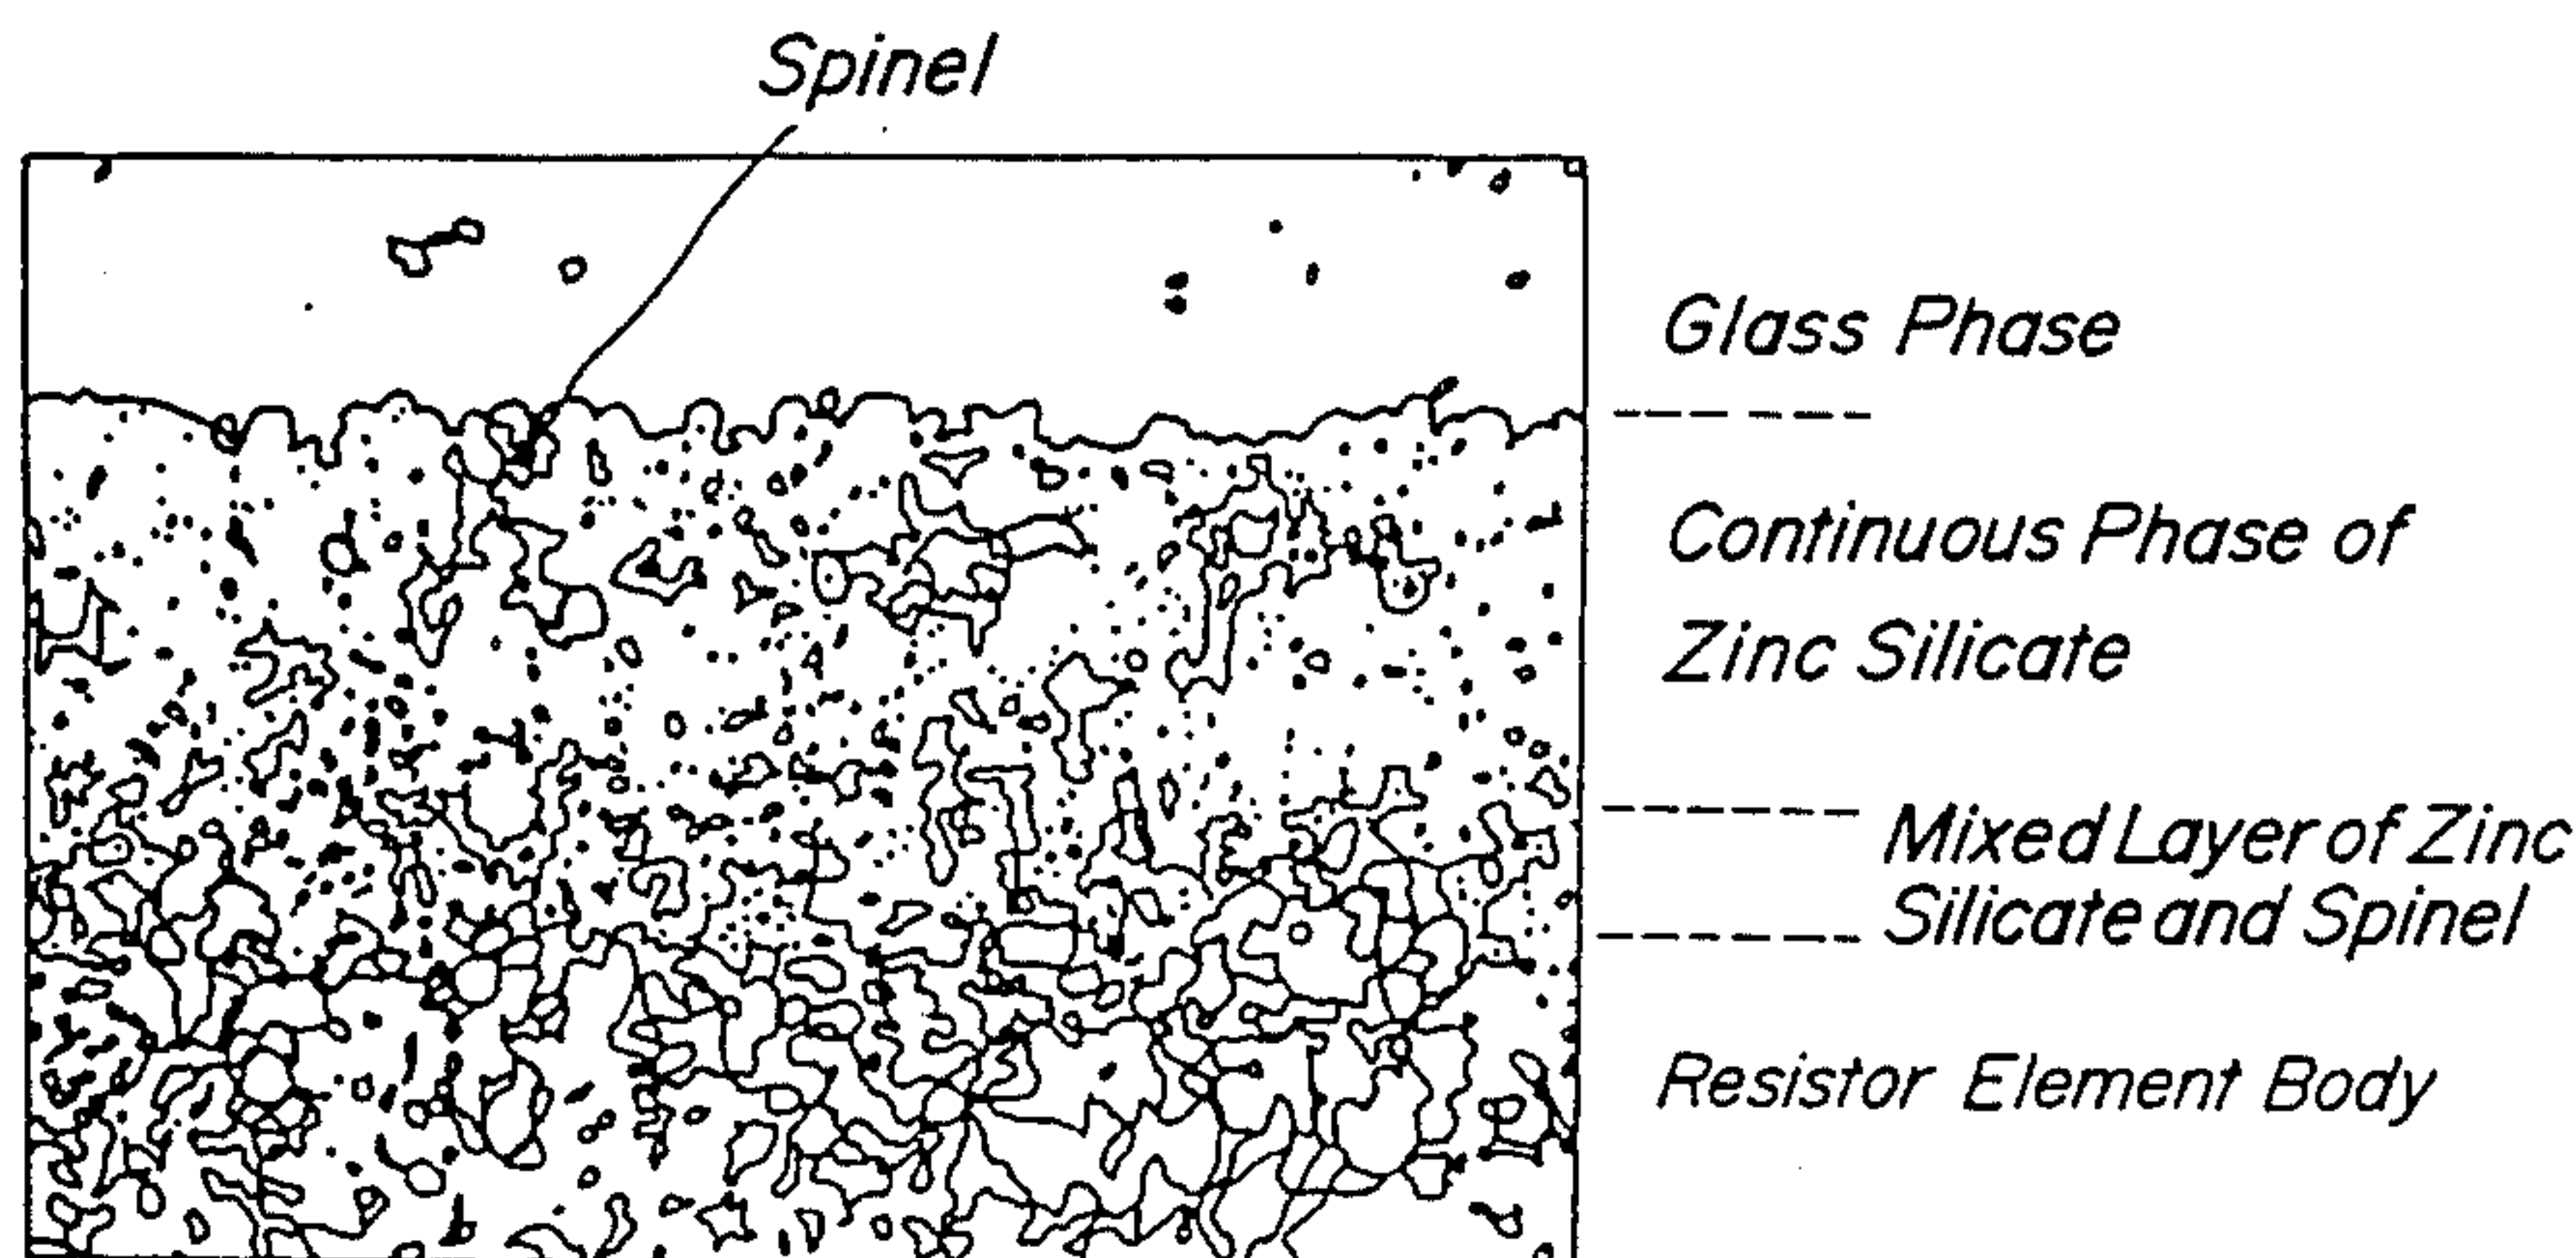 Spinel
Glass Phase
Continuous Phase of
Zinc Silicate
Mixed Layer of Zinc
Silicate and Spinel
Resistor Element Body